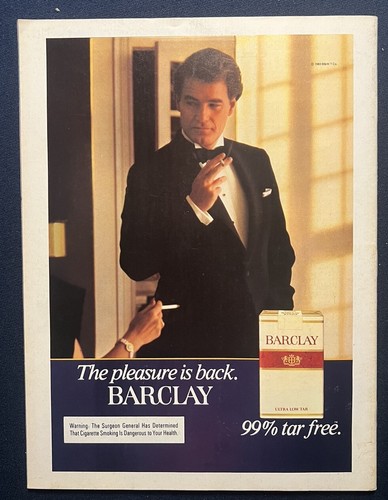 The pleasure is back.
BARCLAY
Warning: The Surgeon General Has Determined
That Cigarette Smoking Is Dangerous to Your Health.
BARCLAY
ULTRA LOW TAR
99% tar free.